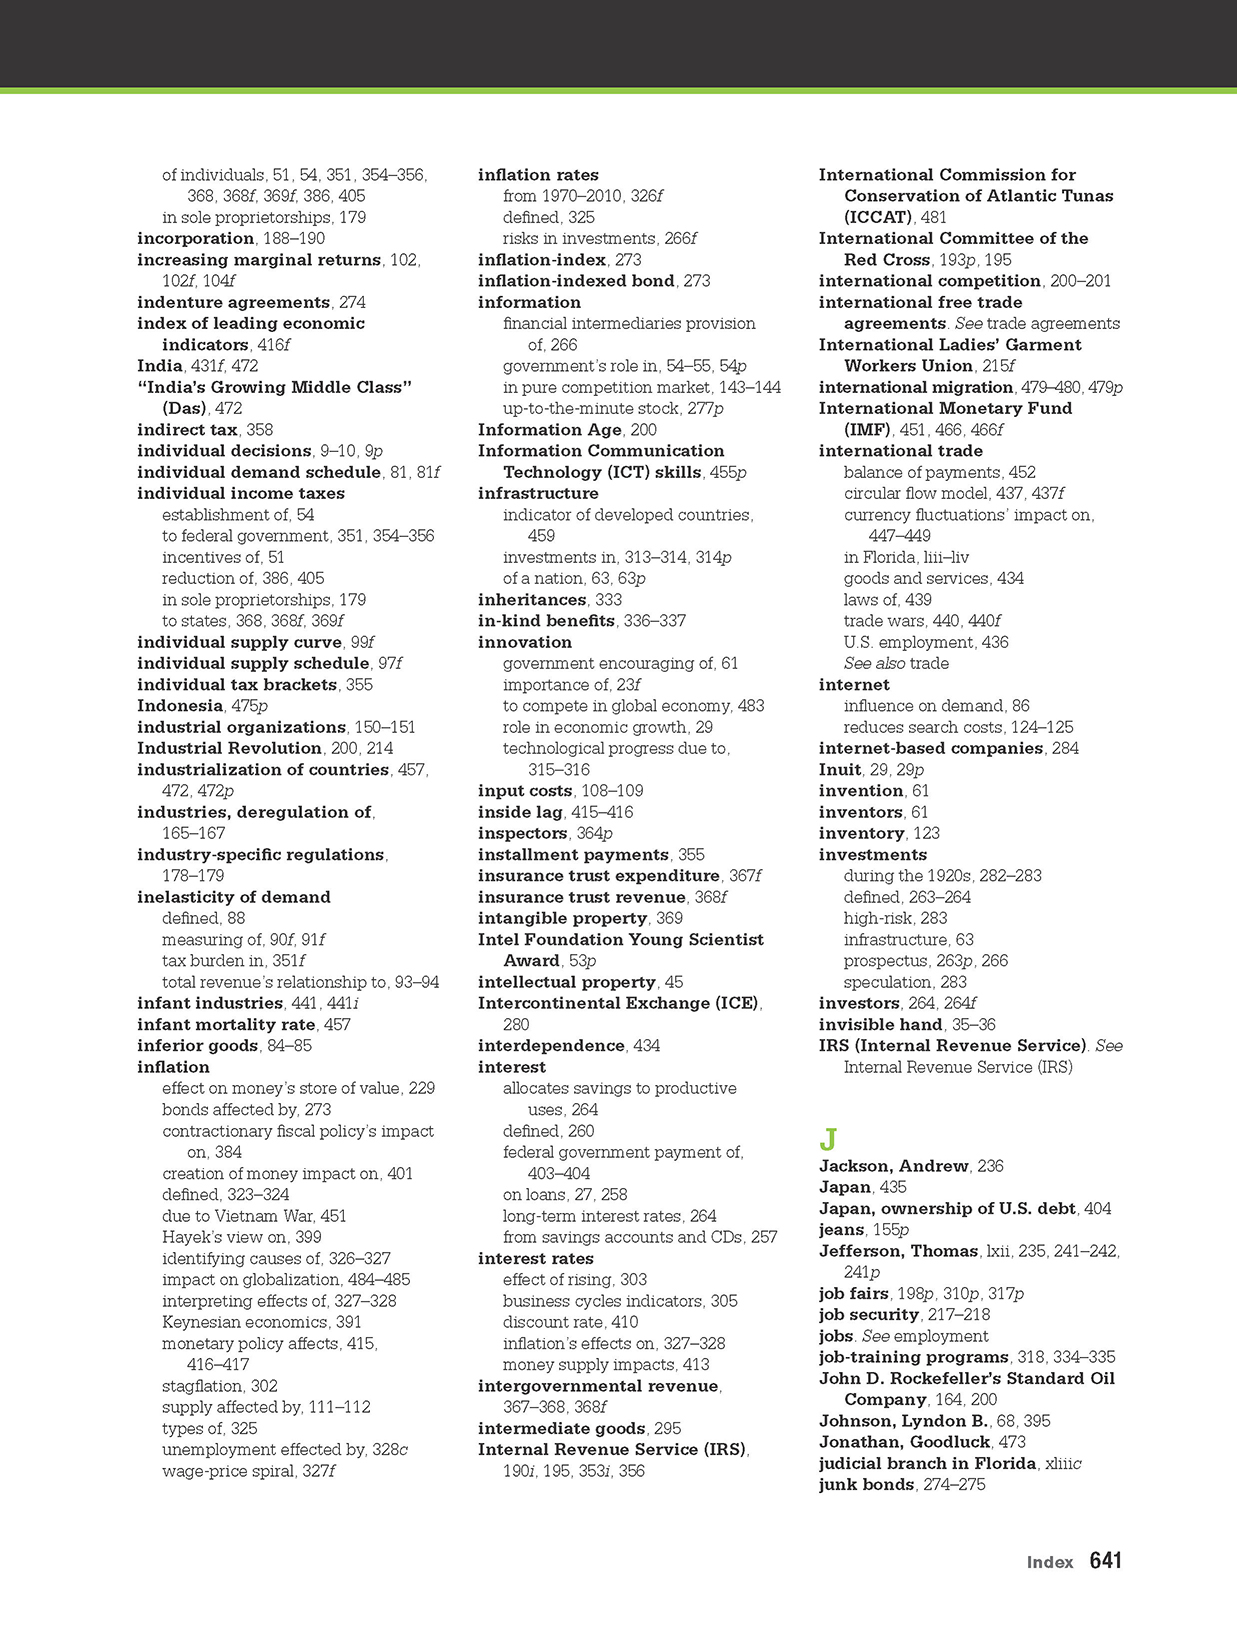 of individuals, 51, 54, 351, 354–356,
368, 368f, 369f, 386, 405
in sole proprietorships, 179
incorporation, 188–190
increasing marginal returns, 102,
102f, 104f
indenture agreements, 274
index of leading economic
indicators, 416f
India, 431f, 472
“India’s Growing Middle Class”
(Das), 472
indirect tax, 358
individual decisions, 9–10, 9p
individual demand schedule, 81, 81f
individual income taxes
establishment of, 54
to federal government, 351, 354–356
incentives of, 51
reduction of, 386, 405
in sole proprietorships, 179
to states, 368, 368f, 369f
individual supply curve, 99f
individual supply schedule, 97f
individual tax brackets, 355
Indonesia, 475p
industrial organizations, 150–151
Industrial Revolution, 200, 214
industrialization of countries, 457,
472, 472p
industries, deregulation of,
165–167
industry-specific regulations,
178–179
inelasticity of demand
defined, 88
measuring of, 90f, 91f
tax burden in, 351f
total revenue’s relationship to, 93–94
infant industries, 441, 441i
infant mortality rate, 457
inferior goods, 84–85
inflation
effect on money’s store of value, 229
bonds affected by, 273
contractionary fiscal policy’s impact
on, 384
creation of money impact on, 401
defined, 323–324
due to Vietnam War, 451
Hayek’s view on, 399
identifying causes of, 326–327
impact on globalization, 484–485
interpreting effects of, 327–328
Keynesian economics, 391
monetary policy affects, 415,
416–417
stagflation, 302
supply affected by, 111–112
types of, 325
unemployment effected by, 328c
wage-price spiral, 327f
inflation rates
from 1970–2010, 326f
defined, 325
risks in investments, 266f
inflation-index, 273
inflation-indexed bond, 273
information
financial intermediaries provision
of, 266
government’s role in, 54–55, 54p
in pure competition market, 143–144
up-to-the-minute stock, 277p
Information Age, 200
Information Communication
Technology (ICT) skills, 455p
infrastructure
indicator of developed countries,
459
investments in, 313–314, 314p
of a nation, 63, 63p
inheritances, 333
in-kind benefits, 336–337
innovation
government encouraging of, 61
importance of, 23f
to compete in global economy, 483
role in economic growth, 29
technological progress due to,
315–316
input costs, 108–109
inside lag, 415–416
inspectors, 364p
installment payments, 355
insurance trust expenditure, 367f
insurance trust revenue, 368f
intangible property, 369
Intel Foundation Young Scientist
Award, 53p
intellectual property, 45
Intercontinental Exchange (ICE),
280
interdependence, 434
interest
allocates savings to productive
uses, 264
defined, 260
federal government payment of,
403–404
on loans, 27, 258
long-term interest rates, 264
from savings accounts and CDs, 257
interest rates
effect of rising, 303
business cycles indicators, 305
discount rate, 410
inflation’s effects on, 327–328
money supply impacts, 413
intergovernmental revenue,
367–368, 368f
intermediate goods, 295
Internal Revenue Service (IRS),
190i, 195, 353i, 356
International Commission for
Conservation of Atlantic Tunas
(ICCAT), 481
International Committee of the
Red Cross, 193p, 195
international competition, 200–201
international free trade
agreements. See trade agreements
International Ladies’ Garment
Workers Union, 215f
international migration, 479–480, 479p
International Monetary Fund
(IMF), 451, 466, 466f
international trade
balance of payments, 452
circular flow model, 437, 437f
currency fluctuations’ impact on,
447–449
in Florida, liii–liv
goods and services, 434
laws of, 439
trade wars, 440, 440f
U.S. employment, 436
See also trade
internet
influence on demand, 86
reduces search costs, 124–125
internet-based companies, 284
Inuit, 29, 29p
invention, 61
inventors, 61
inventory, 123
investments
during the 1920s, 282–283
defined, 263–264
high-risk, 283
infrastructure, 63
prospectus, 263p, 266
speculation, 283
investors, 264, 264f
invisible hand, 35–36
IRS (Internal Revenue Service). See
Internal Revenue Service (IRS)
J
Jackson, Andrew, 236
Japan, 435
Japan, ownership of U.S. debt, 404
jeans, 155p
Jefferson, Thomas, lxii, 235, 241–242,
241p
job fairs, 198p, 310p, 317p
job security, 217–218
jobs. See employment
job-training programs, 318, 334–335
John D. Rockefeller’s Standard Oil
Company, 164, 200
Johnson, Lyndon B., 68, 395
Jonathan, Goodluck, 473
judicial branch in Florida, xliiic
junk bonds, 274–275
Index 641